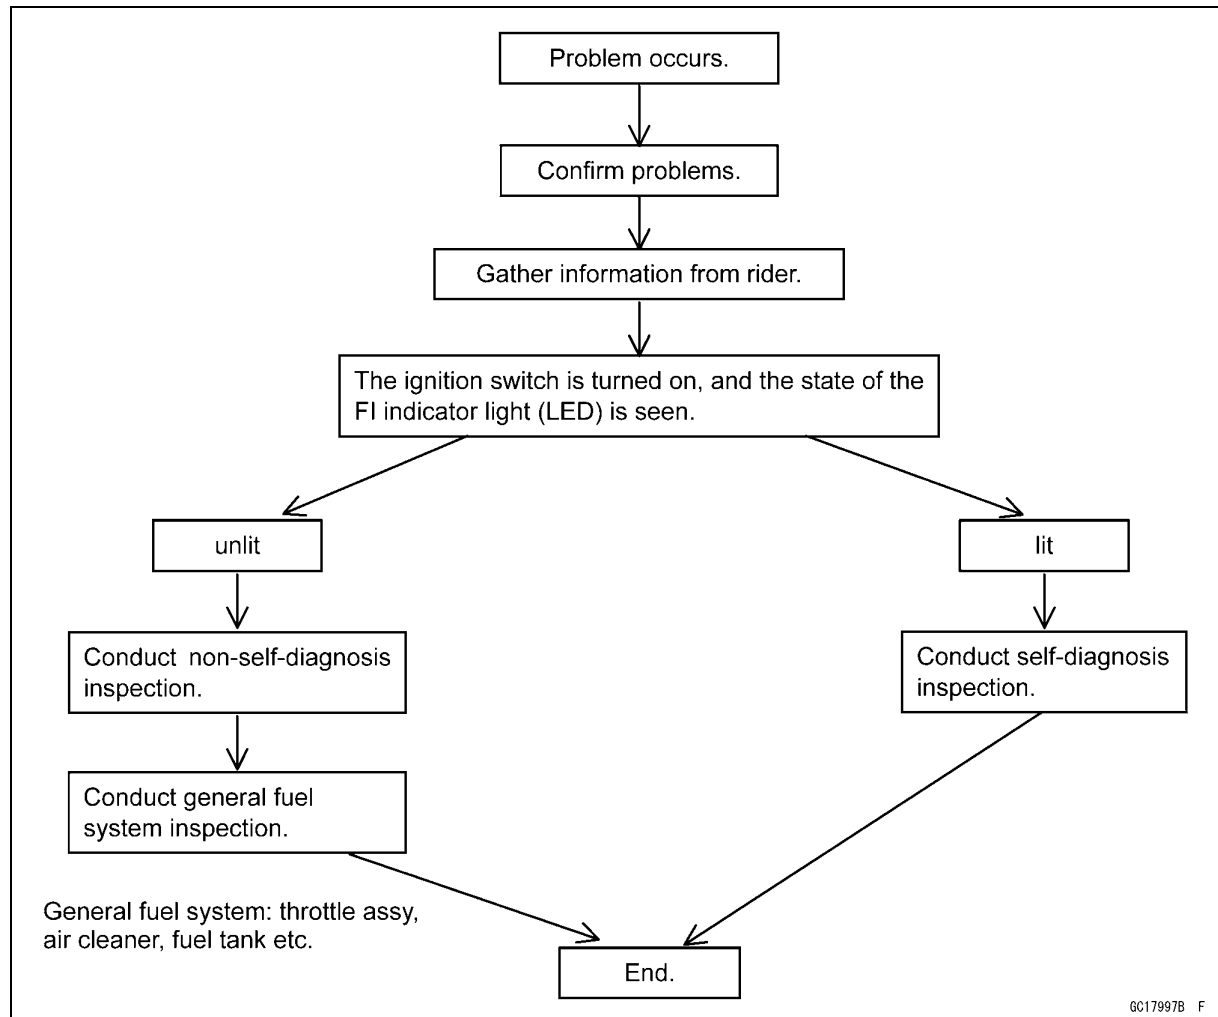 Problem occurs.
Confirm problems.
Gather information from rider.
The ignition switch is turned on, and the state of the
FI indicator light (LED) is seen.
unlit
lit
Conduct non-self-diagnosis
inspection.
Conduct self-diagnosis
inspection.
Conduct general fuel
system inspection.
General fuel system: throttle assy,
air cleaner, fuel tank etc.
End.
GC17997B F